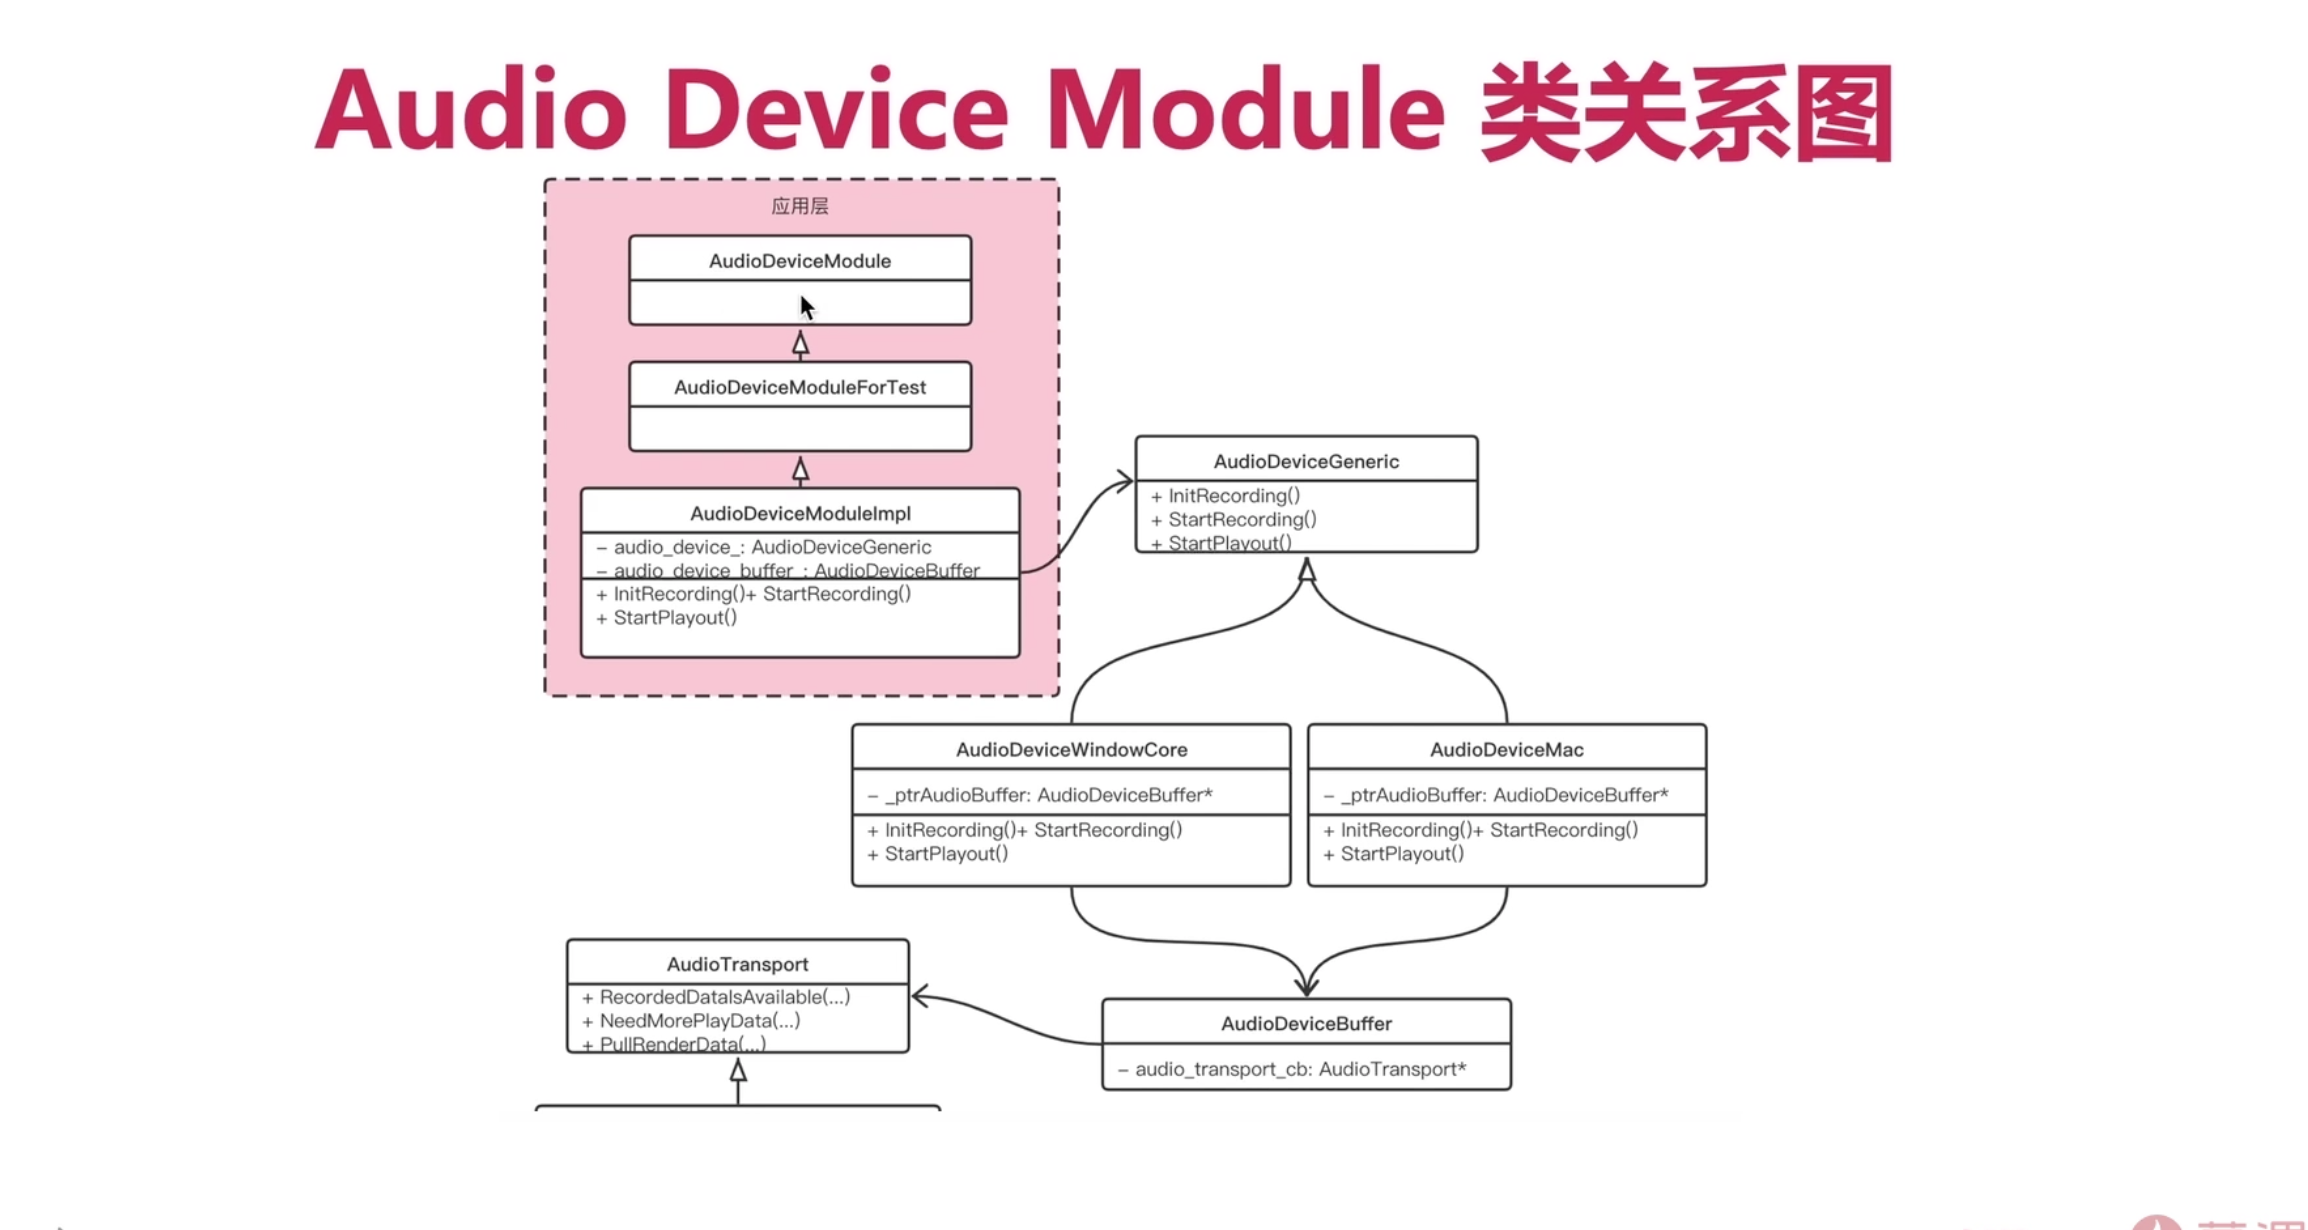 Audio Device Module 类关系图
应用层
AudioDeviceModule
AudioDeviceModuleForTest
AudioDeviceModuleImpl
– audio_device_: AudioDeviceGeneric
– audio_device_buffer_: AudioDeviceBuffer
+ InitRecording()+ StartRecording()
+ StartPlayout()
AudioDeviceGeneric
+ InitRecording()
+ StartRecording()
+ StartPlayout()
AudioDeviceWindowCore
– _ptrAudioBuffer: AudioDeviceBuffer*
+ InitRecording()+ StartRecording()
+ StartPlayout()
AudioDeviceMac
– _ptrAudioBuffer: AudioDeviceBuffer*
+ InitRecording()+ StartRecording()
+ StartPlayout()
AudioTransport
+ RecordedDataIsAvailable(...)
+ NeedMorePlayData(...)
+ PullRenderData(...)
AudioDeviceBuffer
– audio_transport_cb: AudioTransport*